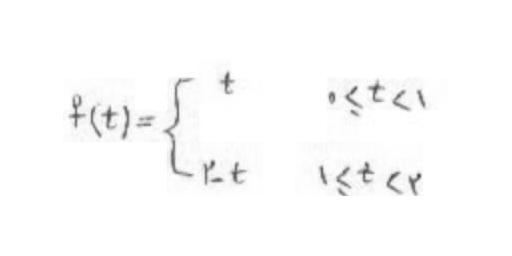 f(t) = { t    ۰ ≤ t < ۱
۲-t    ۱ ≤ t < ۲